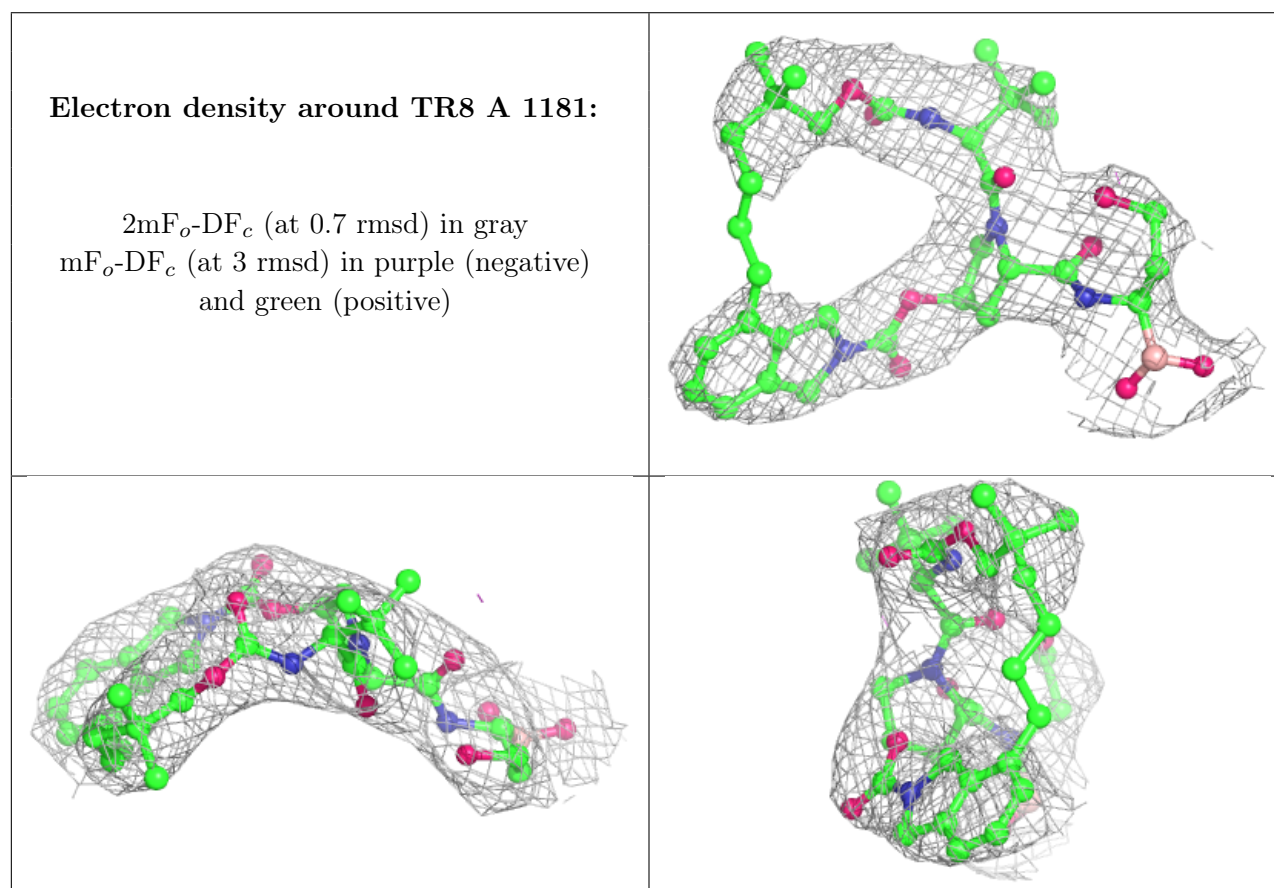 Electron density around TR8 A 1181:
2mFo-DFc (at 0.7 rmsd) in gray
mFo-DFc (at 3 rmsd) in purple (negative)
and green (positive)